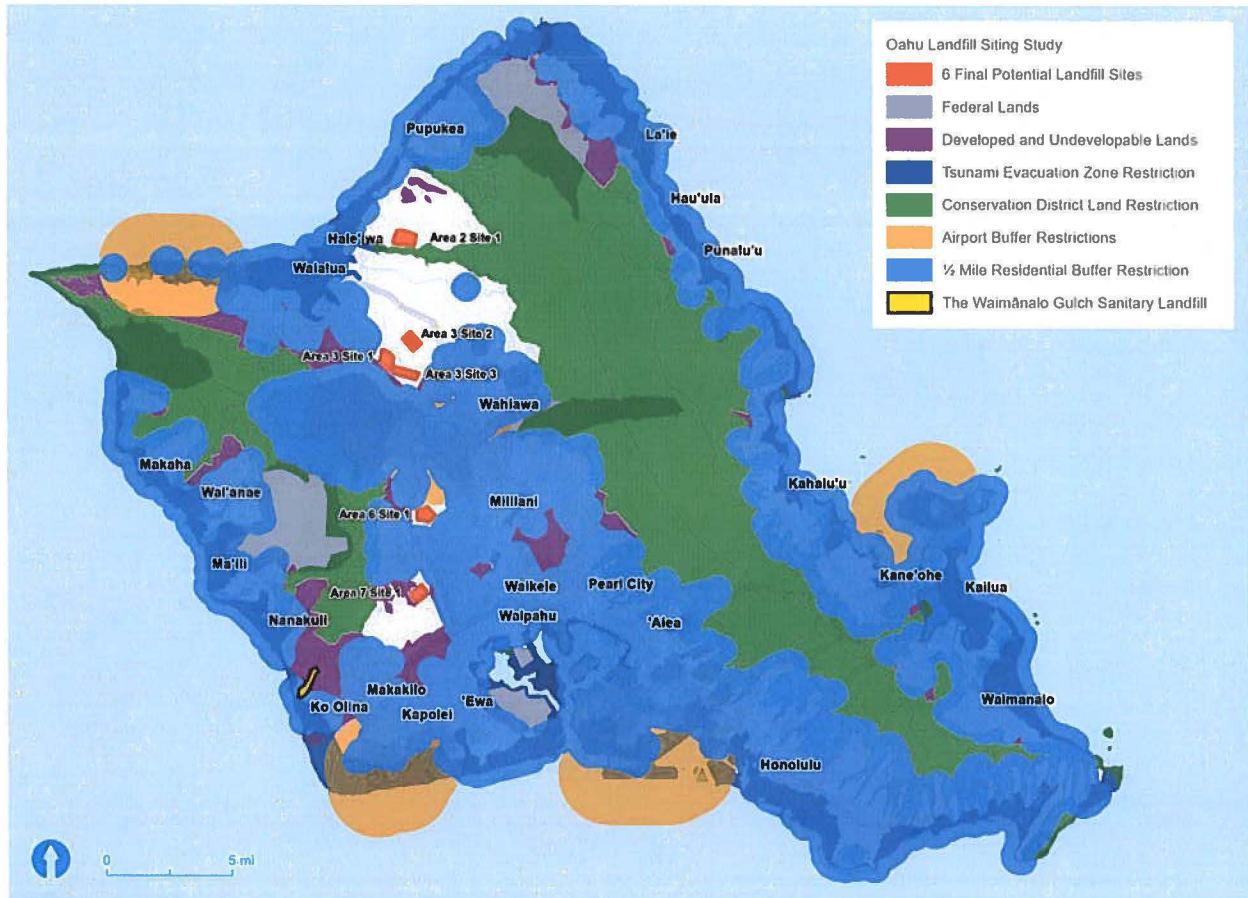 Oahu Landfill Siting Study
6 Final Potential Landfill Sites
Federal Lands
Developed and Undevelopable Lands
Tsunami Evacuation Zone Restriction
Conservation District Land Restriction
Airport Buffer Restrictions
½ Mile Residential Buffer Restriction
The Waimānalo Gulch Sanitary Landfill
Pupukea
La'ie
Hau'ula
Hale'iwa
Area 2 Site 1
Punalu'u
Waialua
Area 3 Site 2
Area 3 Site 1
Area 3 Site 3
Wahiawa
Makaha
Kahalu'u
Wai'anae
Mililani
Area 6 Site 1
Ma'ili
Kane'ohe
Kailua
Pearl City
Waikele
Area 7 Site 1
Nanakuli
Waipahu
'Aiea
Waimanalo
Makakilo
Ko Olina
'Ewa
Kapolei
Honolulu
0 5 mi